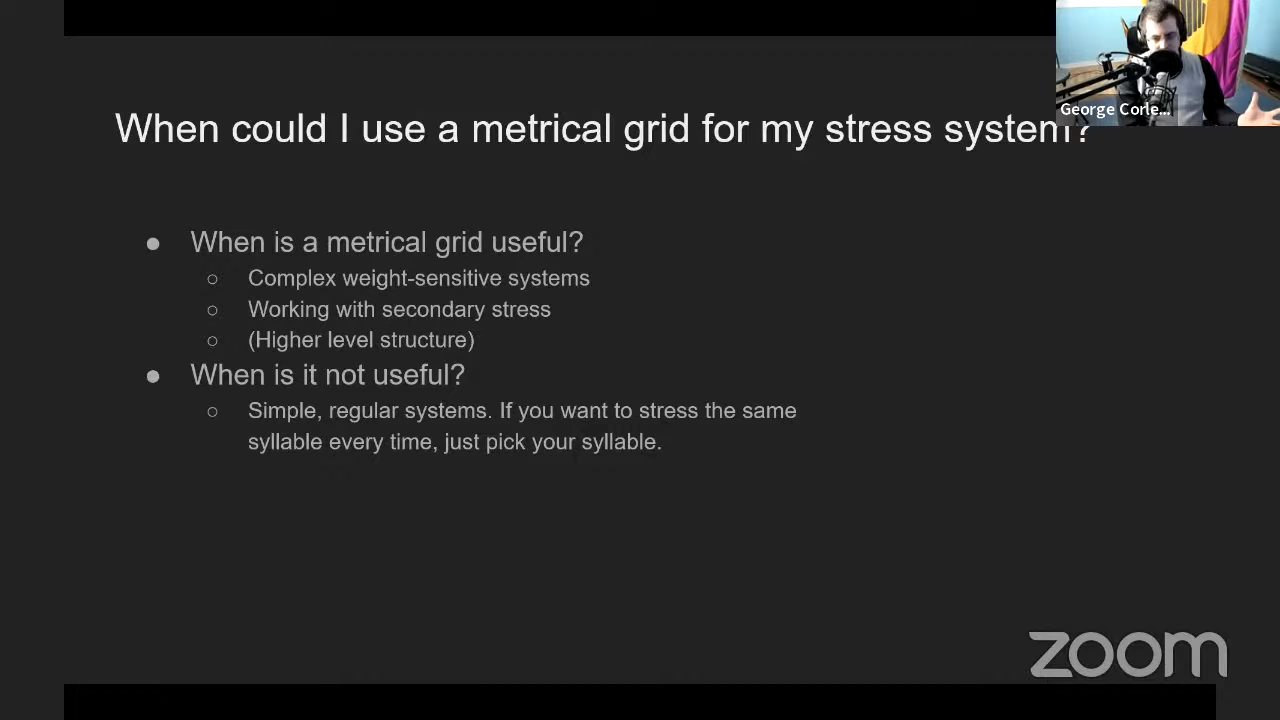 George Corle...
When could I use a metrical grid for my stress system?
● When is a metrical grid useful?
○ Complex weight-sensitive systems
○ Working with secondary stress
○ (Higher level structure)
● When is it not useful?
○ Simple, regular systems. If you want to stress the same
syllable every time, just pick your syllable.
zoom